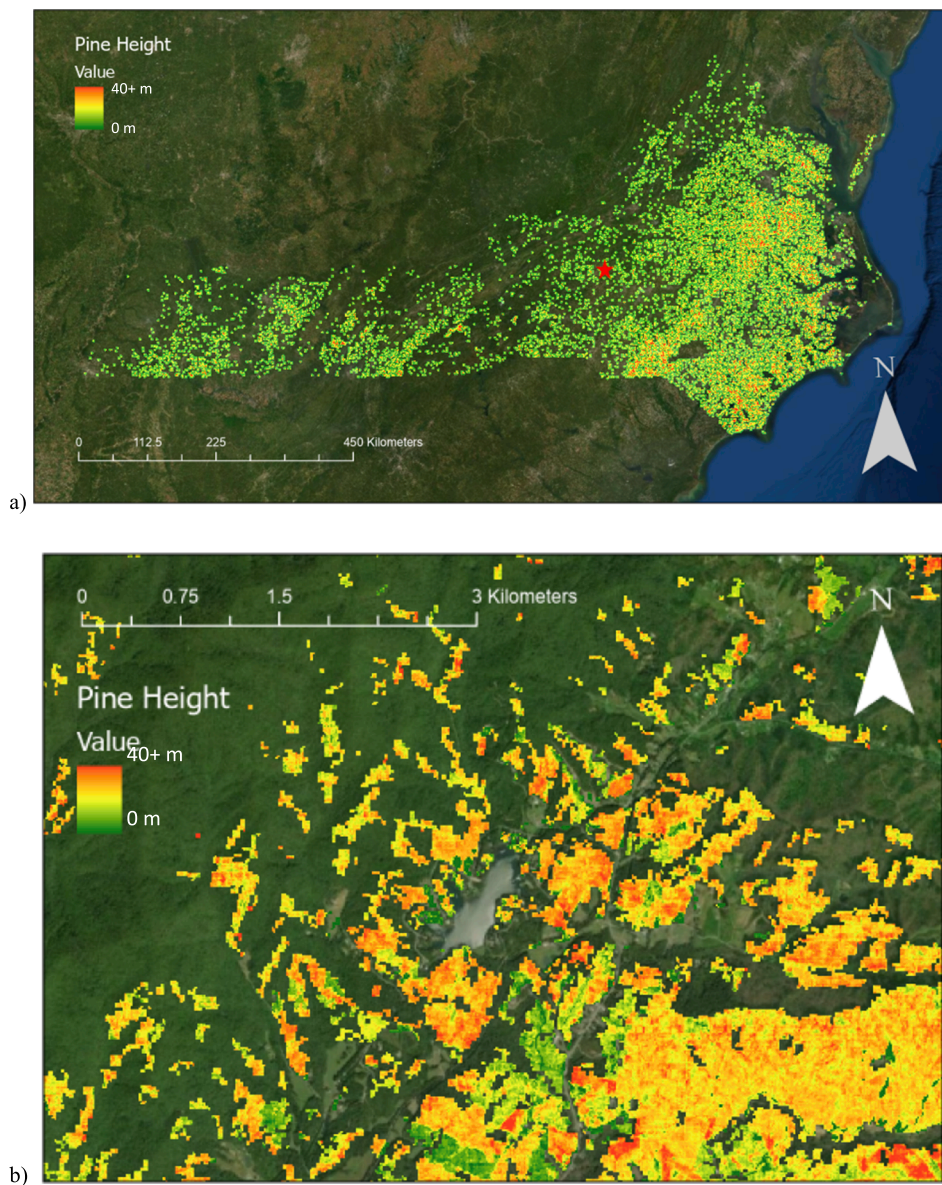 Pine Height
Value
40+ m
0 m
N
0 112.5 225 450 Kilometers
a)
0 0.75 1.5 3 Kilometers
N
Pine Height
Value
40+ m
0 m
b)